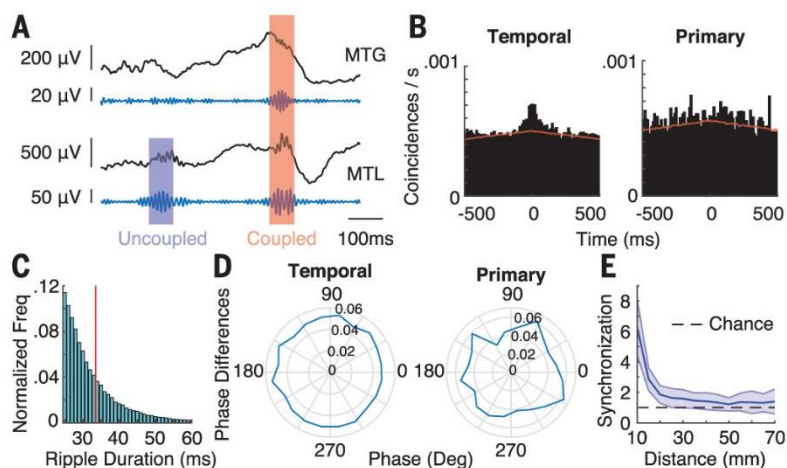 A
200 µV
20 µV
MTG
500 µV
50 µV
MTL
Uncoupled
Coupled
100ms
B
Temporal
Primary
Coincidences / s
.001
0
-500
0
500
.001
0
-500
0
500
Time (ms)
C
Normalized Freq
.12
.08
.04
0
30
40
50
60
Ripple Duration (ms)
D
Temporal
Primary
Phase Differences
90
0.06
0.04
0.02
0
180
0
270
90
0.06
0.04
0.02
0
180
0
270
Phase (Deg)
E
Synchronization
8
6
4
2
0
Chance
10
30
50
70
Distance (mm)